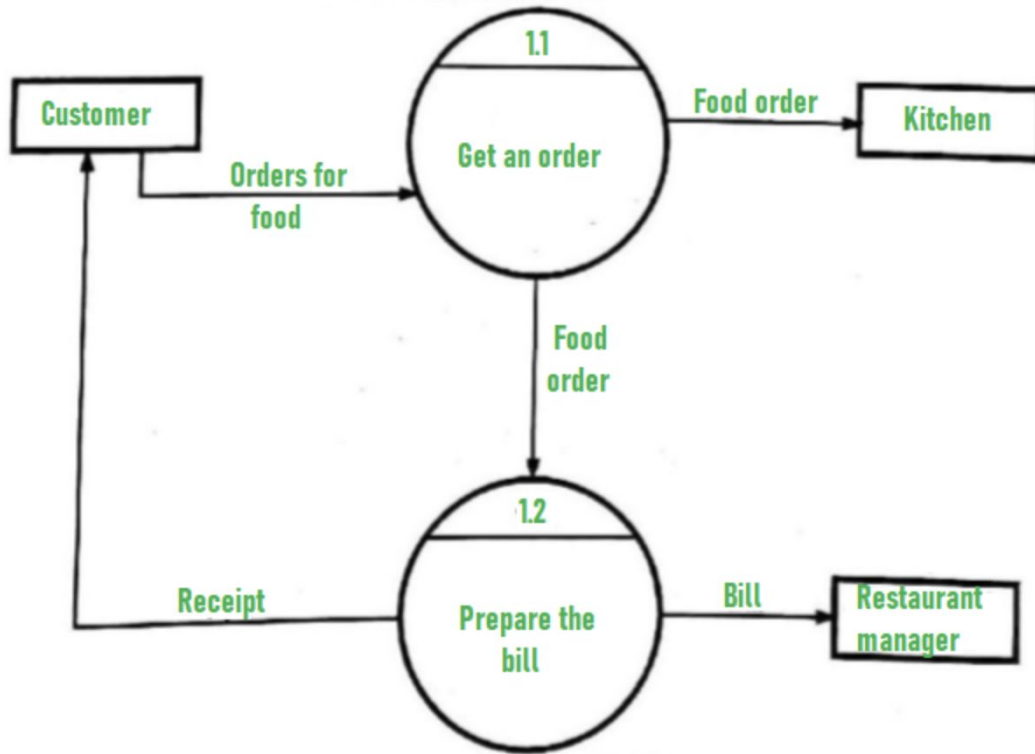 1.1
Customer
Food order
Kitchen
Get an order
Orders for
food
Food
order
1.2
Receipt
Prepare the
bill
Bill
Restaurant
manager